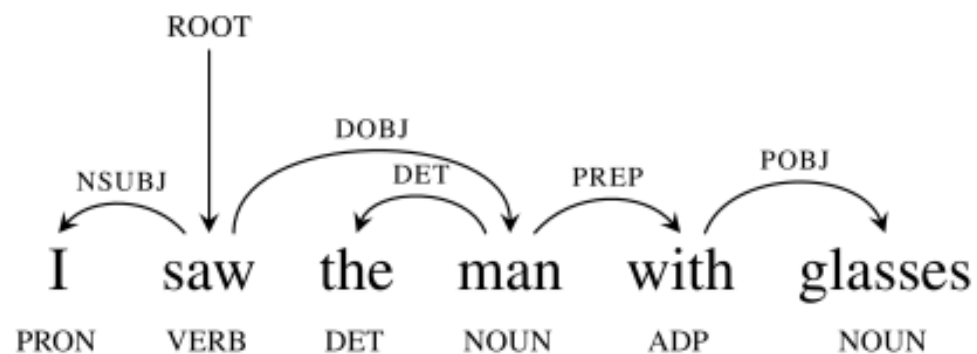 ROOT
DOBJ
NSUBJ DET PREP POBJ
I saw the man with glasses
PRON VERB DET NOUN ADP NOUN